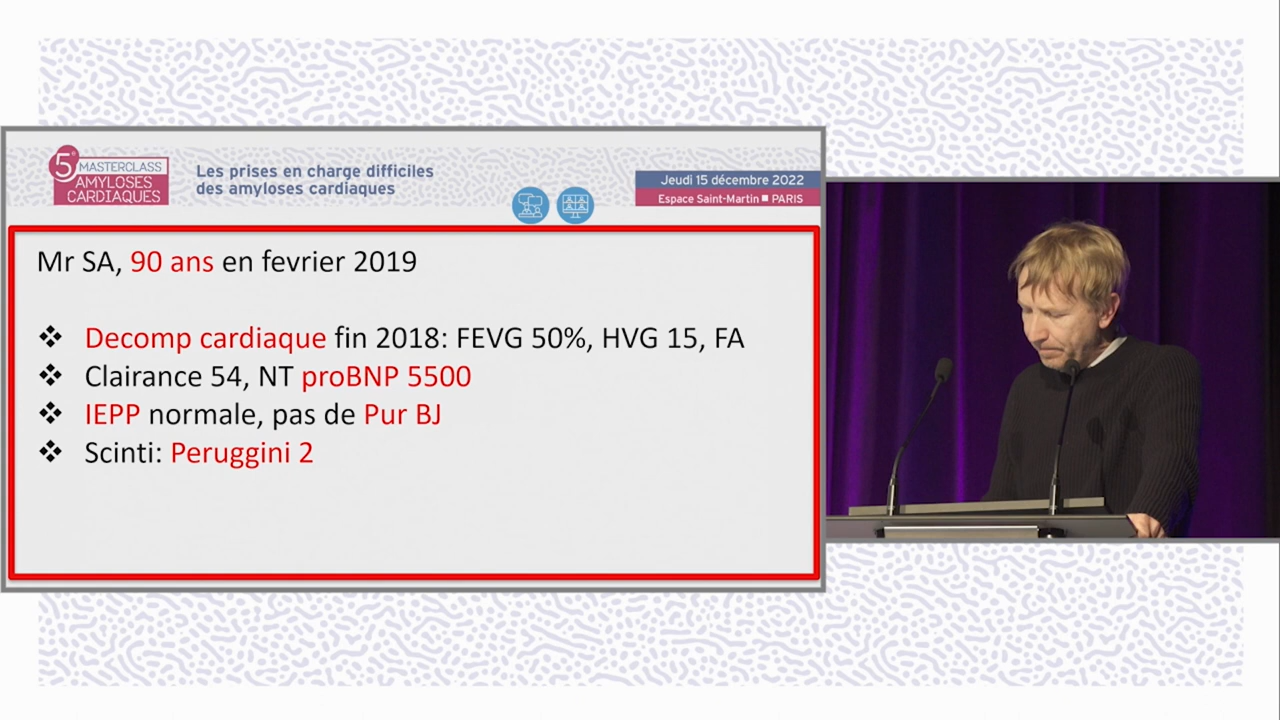 5e MASTERCLASS
AMYLOSES
CARDIAQUES
Les prises en charge difficiles
des amyloses cardiaques
Jeudi 15 décembre 2022
Espace Saint-Martin ■ PARIS
Mr SA, 90 ans en fevrier 2019
❖ Decomp cardiaque fin 2018: FEVG 50%, HVG 15, FA
❖ Clairance 54, NT proBNP 5500
❖ IEPP normale, pas de Pur BJ
❖ Scinti: Peruggini 2